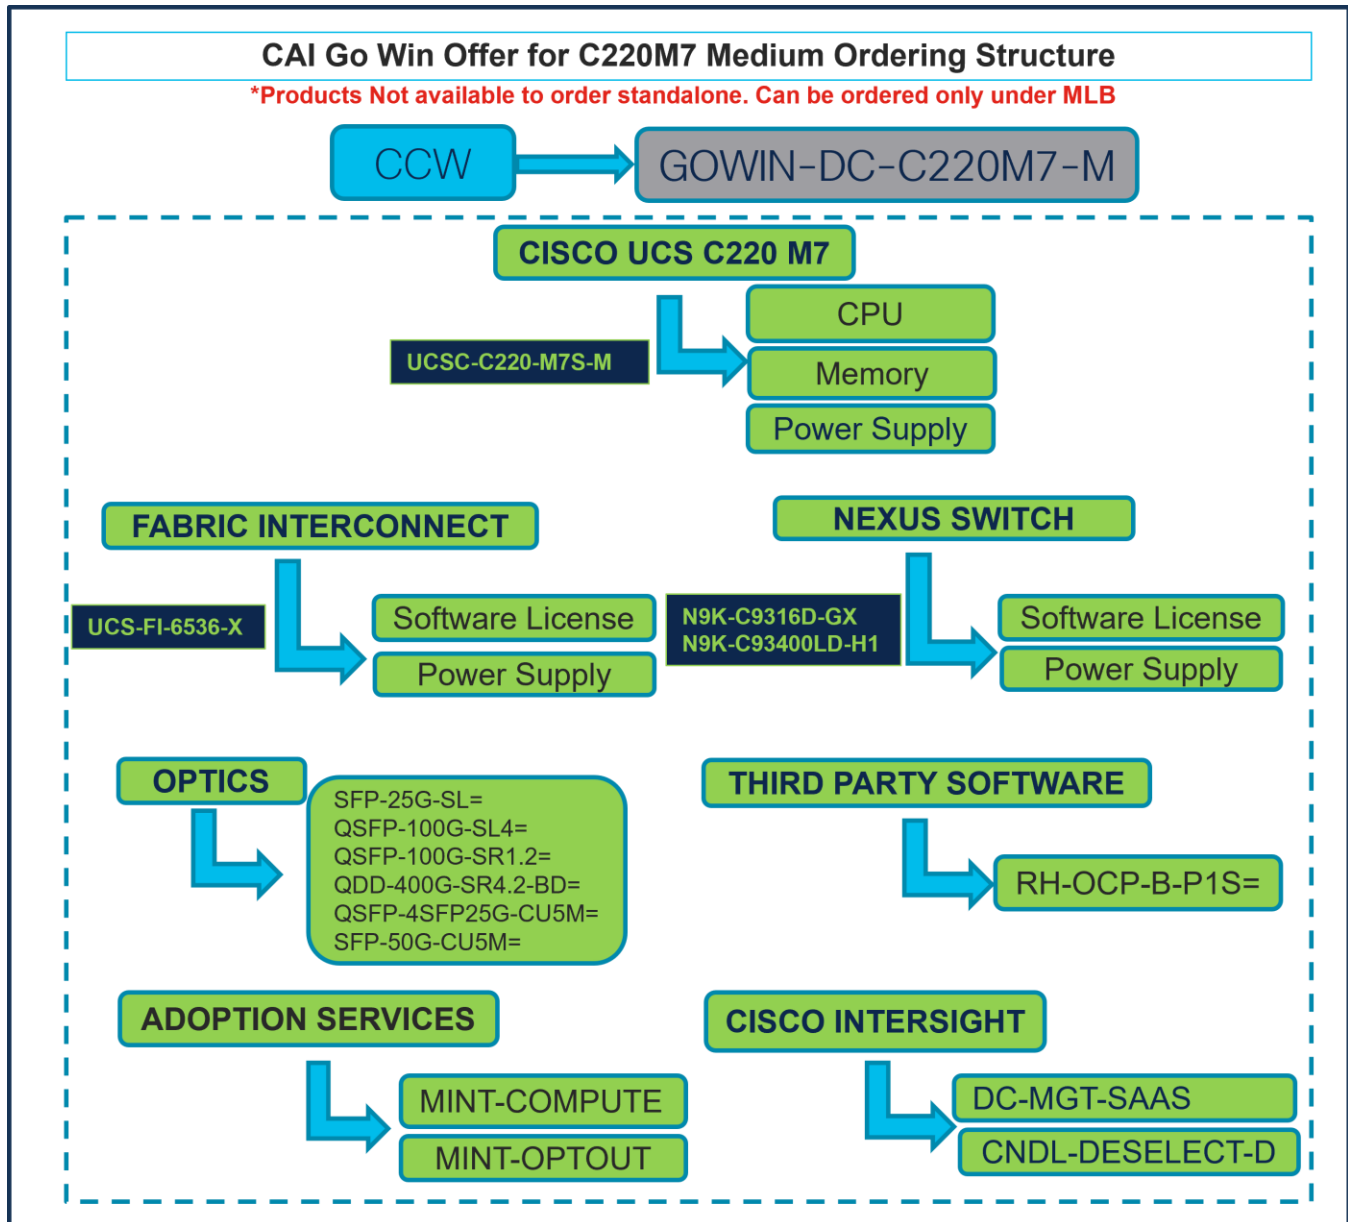 CAI Go Win Offer for C220M7 Medium Ordering Structure
*Products Not available to order standalone. Can be ordered only under MLB
CCW
GOWIN-DC-C220M7-M
CISCO UCS C220 M7
CPU
UCSC-C220-M7S-M
Memory
Power Supply
FABRIC INTERCONNECT
UCS-FI-6536-X
Software License
Power Supply
NEXUS SWITCH
N9K-C9316D-GX
N9K-C93400LD-H1
Software License
Power Supply
OPTICS
SFP-25G-SL=
QSFP-100G-SL4=
QSFP-100G-SR1.2=
QDD-400G-SR4.2-BD=
QSFP-4SFP25G-CU5M=
SFP-50G-CU5M=
THIRD PARTY SOFTWARE
RH-OCP-B-P1S=
ADOPTION SERVICES
MINT-COMPUTE
MINT-OPTOUT
CISCO INTERSIGHT
DC-MGT-SAAS
CNDL-DESELECT-D